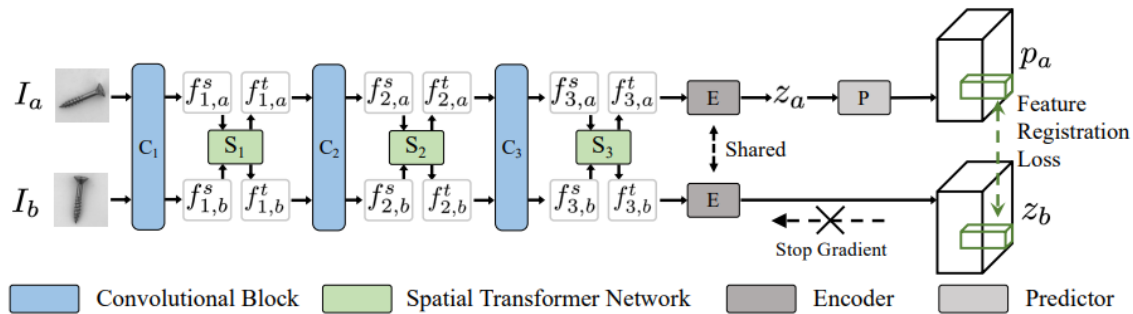 I_a
C_1
f^s_{1,a} f^t_{1,a}
S_1
f^s_{1,b} f^t_{1,b}
C_2
f^s_{2,a} f^t_{2,a}
S_2
f^s_{2,b} f^t_{2,b}
C_3
f^s_{3,a} f^t_{3,a}
S_3
f^s_{3,b} f^t_{3,b}
E
z_a
P
p_a
Feature
Registration
Loss
Shared
I_b
E
Stop Gradient
z_b
Convolutional Block
Spatial Transformer Network
Encoder
Predictor